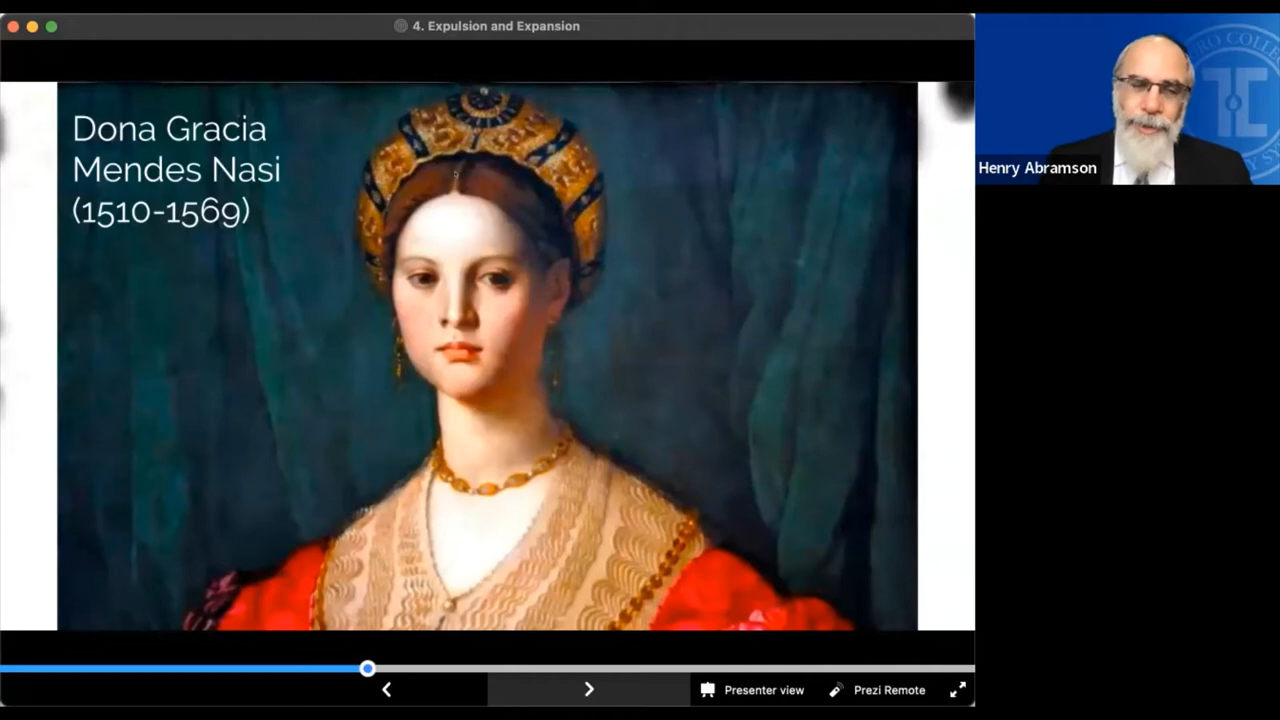 4. Expulsion and Expansion
Dona Gracia
Mendes Nasi
(1510-1569)
Henry Abramson
Presenter view
Prezi Remote